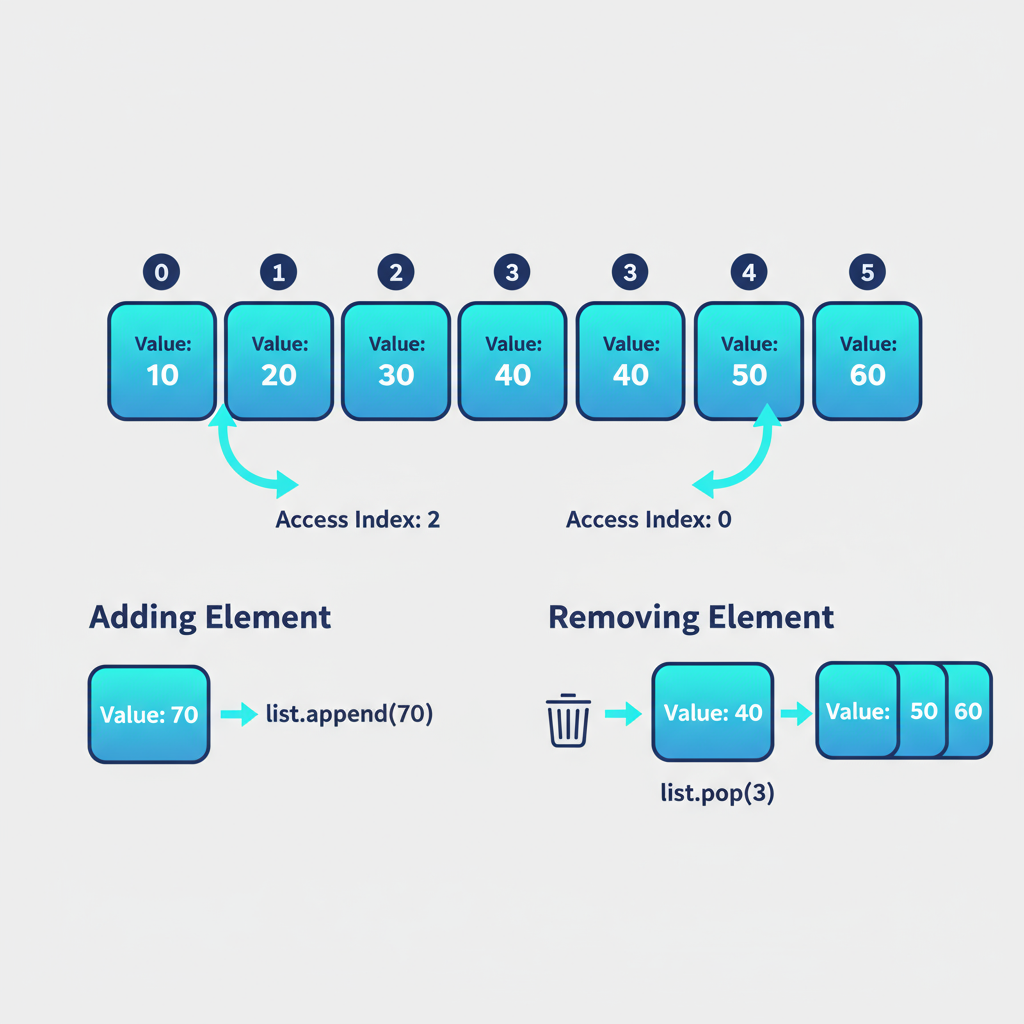 0 1 2 3 3 4 5
Value: Value: Value: Value: Value: Value: Value:
10 20 30 40 40 50 60
Access Index: 2 Access Index: 0
Adding Element Removing Element
Value: 70 list.append(70) Value: 40 Value: 50 60
list.pop(3)